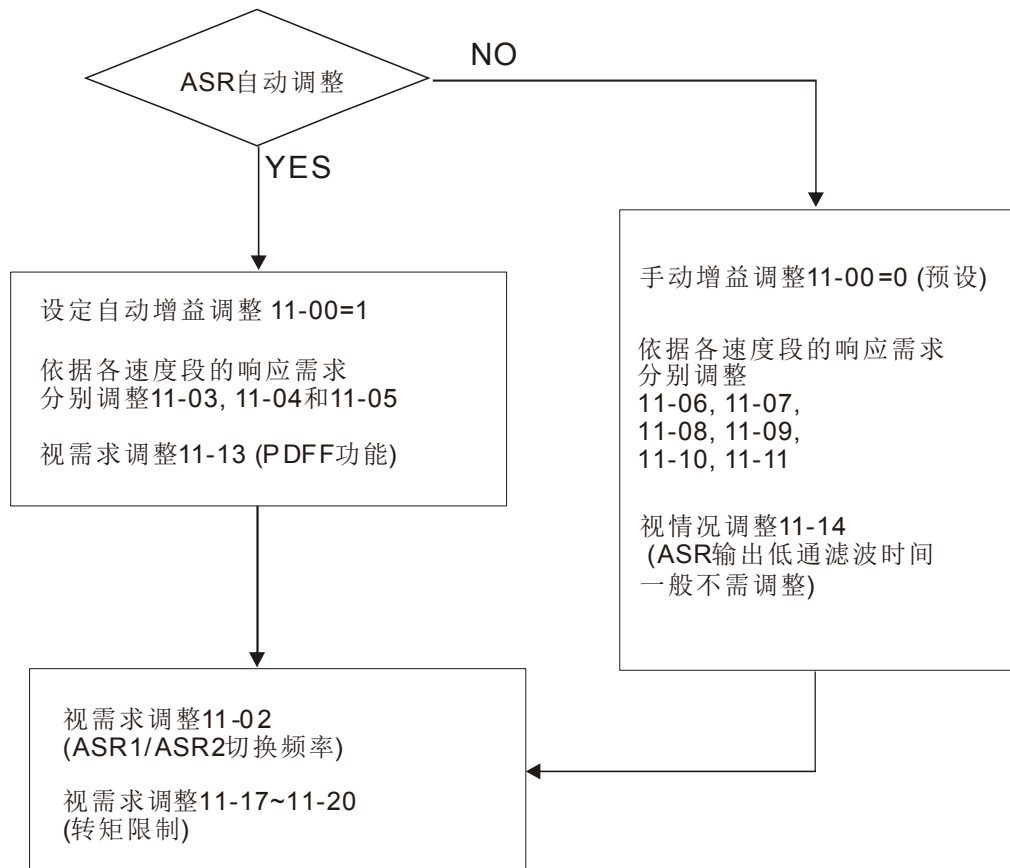 ASR自动调整
NO
YES
设定自动增益调整 11-00=1
依据各速度段的响应需求
分别调整11-03, 11-04和11-05
视需求调整11-13 (PDFF功能)
手动增益调整11-00=0 (预设)
依据各速度段的响应需求
分别调整
11-06, 11-07,
11-08, 11-09,
11-10, 11-11
视情况调整11-14
(ASR输出低通滤波时间
一般不需调整)
视需求调整11-02
(ASR1/ASR2切换频率)
视需求调整11-17~11-20
(转矩限制)